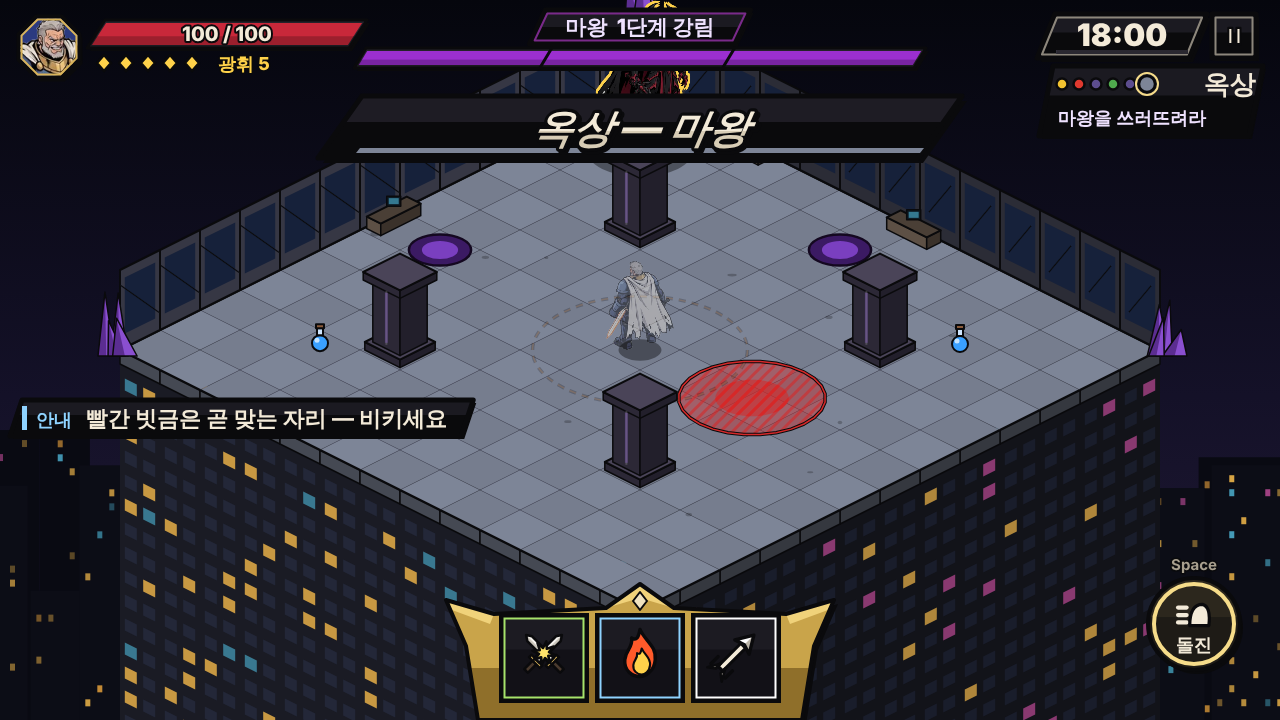 100 / 100
광휘 5
마왕 1단계 강림
18:00
옥상
마왕을 쓰러뜨려라
옥상 — 마왕
안내 빨간 빗금은 곧 맞는 자리 — 비키세요
Space
돌진